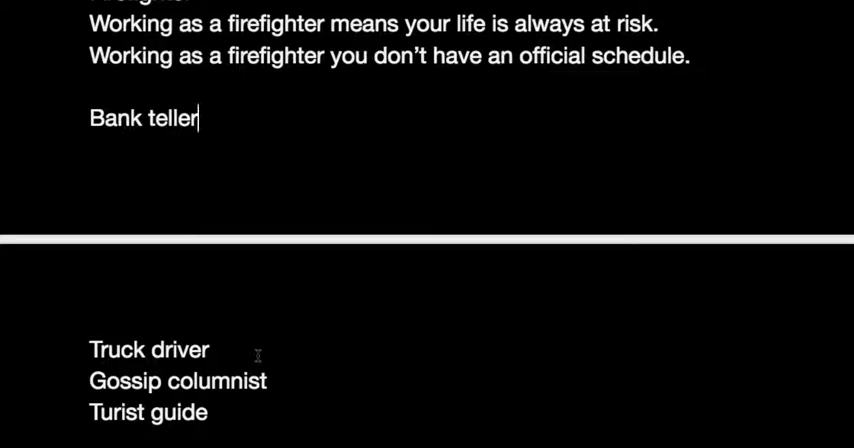 Working as a firefighter means your life is always at risk.
Working as a firefighter you don’t have an official schedule.
Bank teller
Truck driver
Gossip columnist
Turist guide